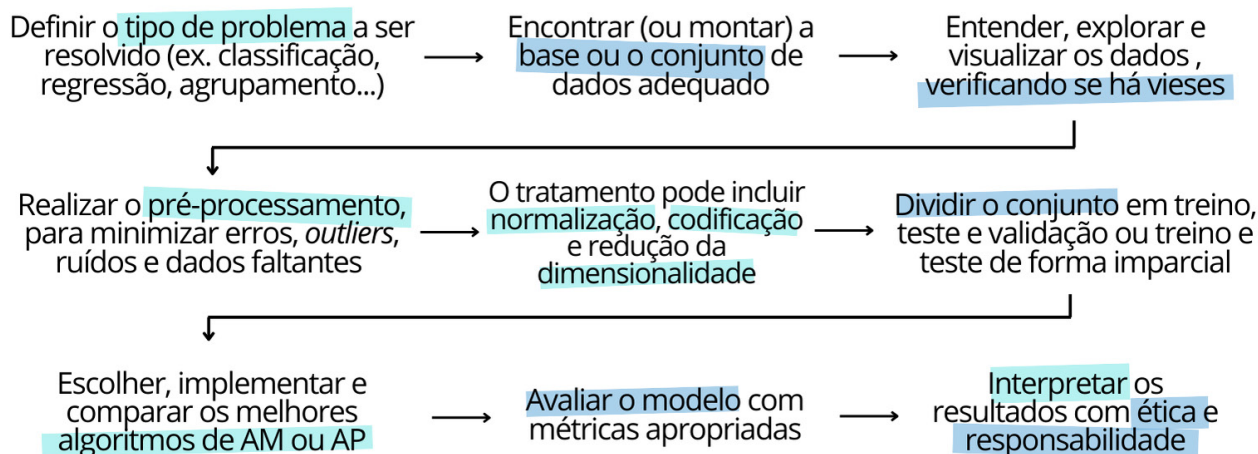 Definir o tipo de problema a ser
resolvido (ex. classificação,
regressão, agrupamento...)
Encontrar (ou montar) a
base ou o conjunto de
dados adequado
Entender, explorar e
visualizar os dados ,
verificando se há vieses
Realizar o pré-processamento,
para minimizar erros, outliers,
ruídos e dados faltantes
O tratamento pode incluir
normalização, codificação
e redução da
dimensionalidade
Dividir o conjunto em treino,
teste e validação ou treino e
teste de forma imparcial
Escolher, implementar e
comparar os melhores
algoritmos de AM ou AP
Avaliar o modelo com
métricas apropriadas
Interpretar os
resultados com ética e
responsabilidade